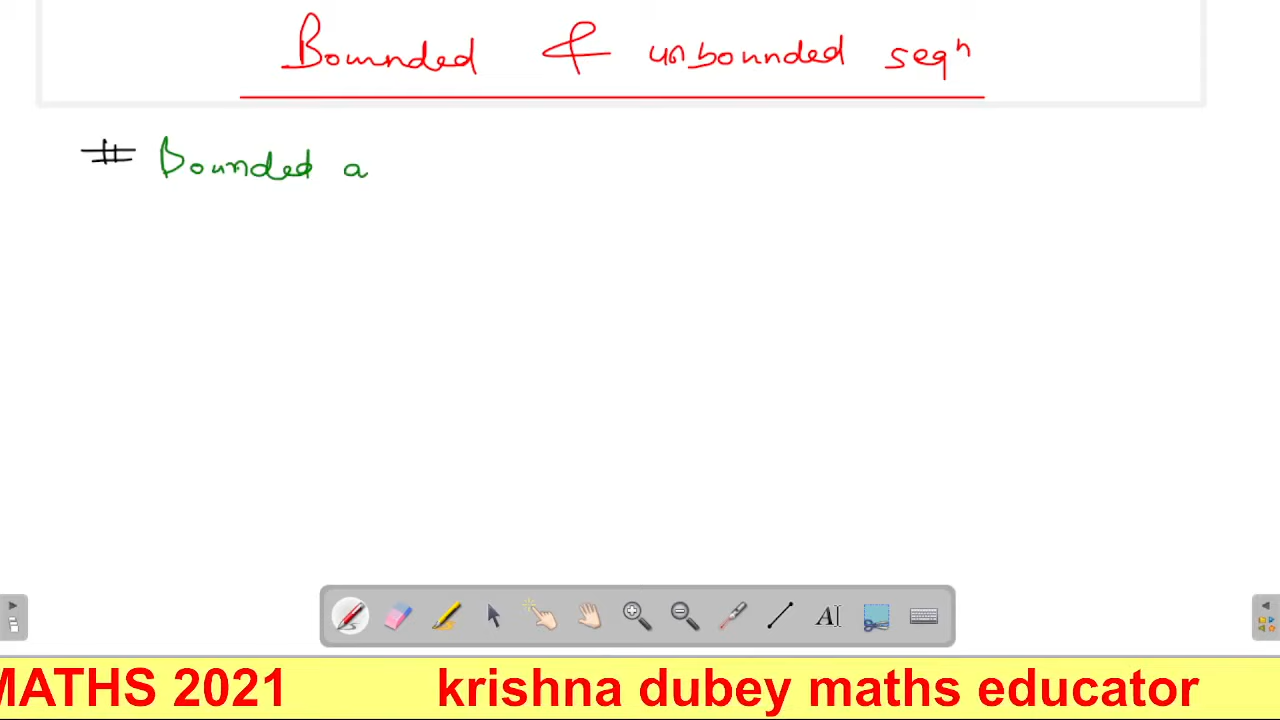 Bounded & unbounded seqⁿ
# Bounded a
MATHS 2021 krishna dubey maths educator